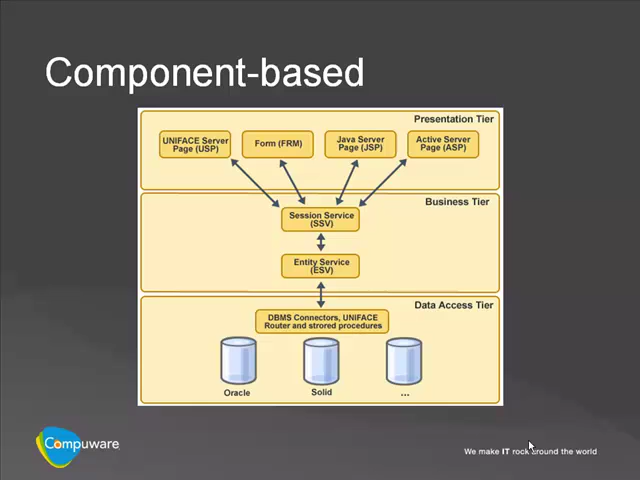 Component-based
Presentation Tier
UNIFACE Server
Page (USP)
Form (FRM)
Java Server
Page (JSP)
Active Server
Page (ASP)
Business Tier
Session Service
(SSV)
Entity Service
(ESV)
Data Access Tier
DBMS Connectors, UNIFACE
Router and strored procedures
Oracle
Solid
...
Compuware
We make IT rock around the world